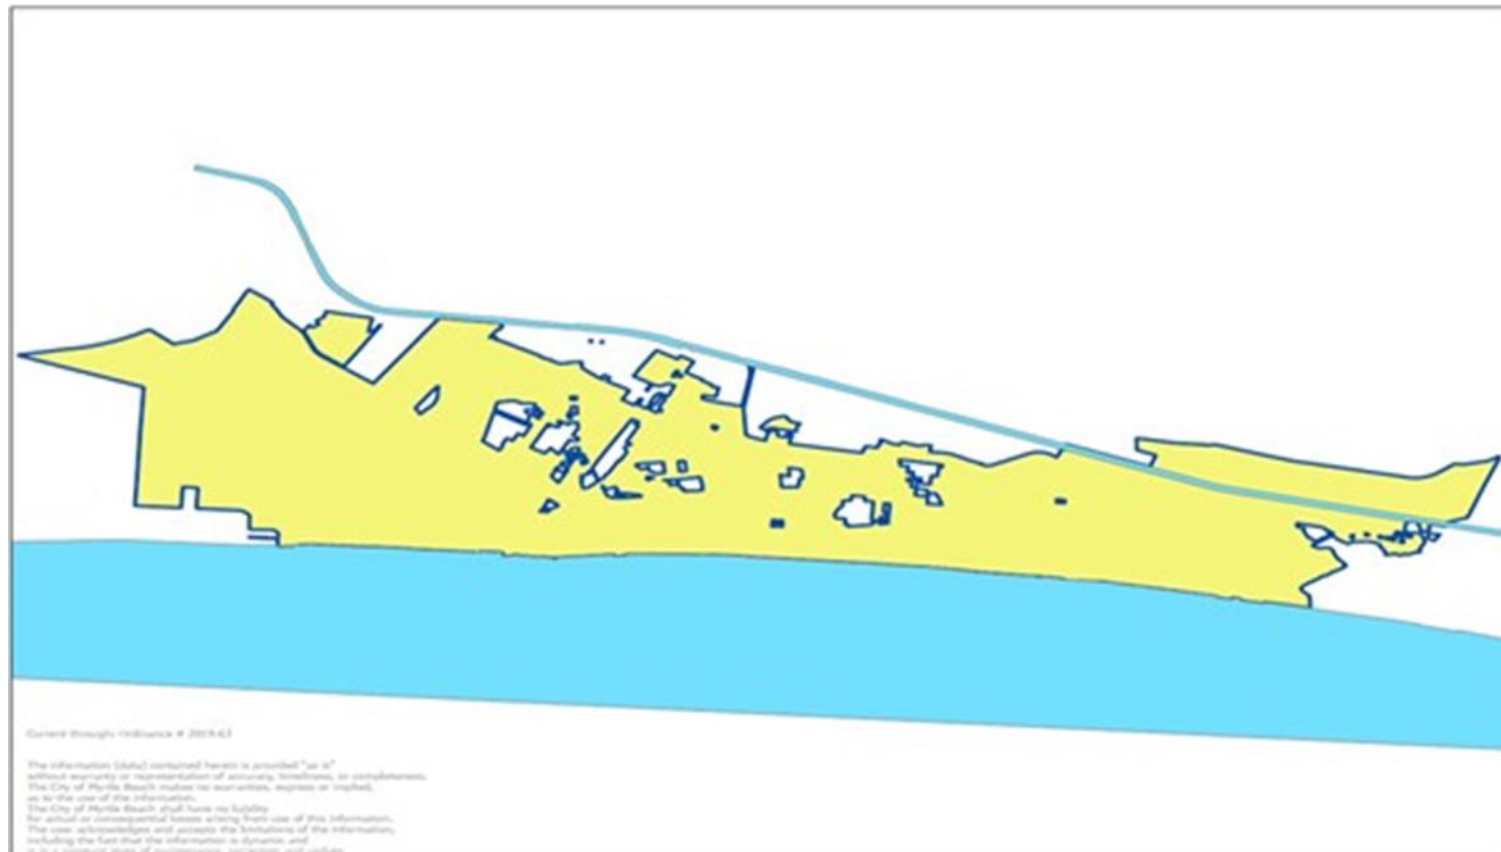 Current through Ordinance # 2019-63
The information (data) contained herein is provided "as is"
without warranty or representation of accuracy, timeliness, or completeness.
The City of Myrtle Beach makes no warranties, express or implied,
as to the use of the information.
The City of Myrtle Beach shall have no liability
for actual or consequential losses arising from use of this information.
The user acknowledges and accepts the limitations of the information,
including the fact that the information is dynamic and